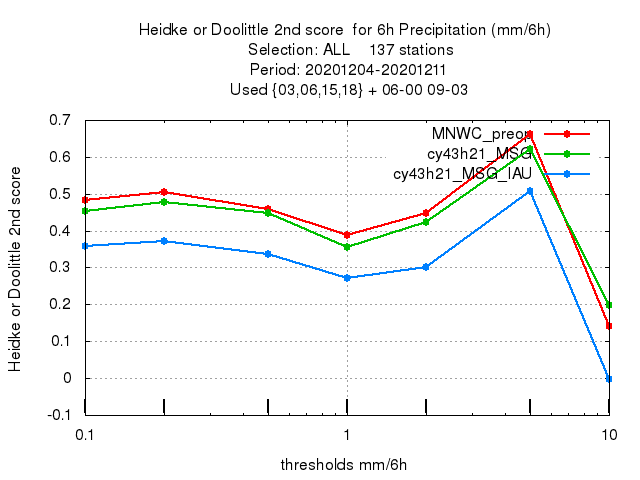 Heidke or Doolittle 2nd score  for 6h Precipitation (mm/6h)
Selection: ALL    137 stations
Period: 20201204-20201211
Used {03,06,15,18} + 06-00 09-03
MNWC_preop
cy43h21_MSG
cy43h21_MSG_IAU
Heidke or Doolittle 2nd score
0.7
0.6
0.5
0.4
0.3
0.2
0.1
0
-0.1
0.1
1
10
thresholds mm/6h